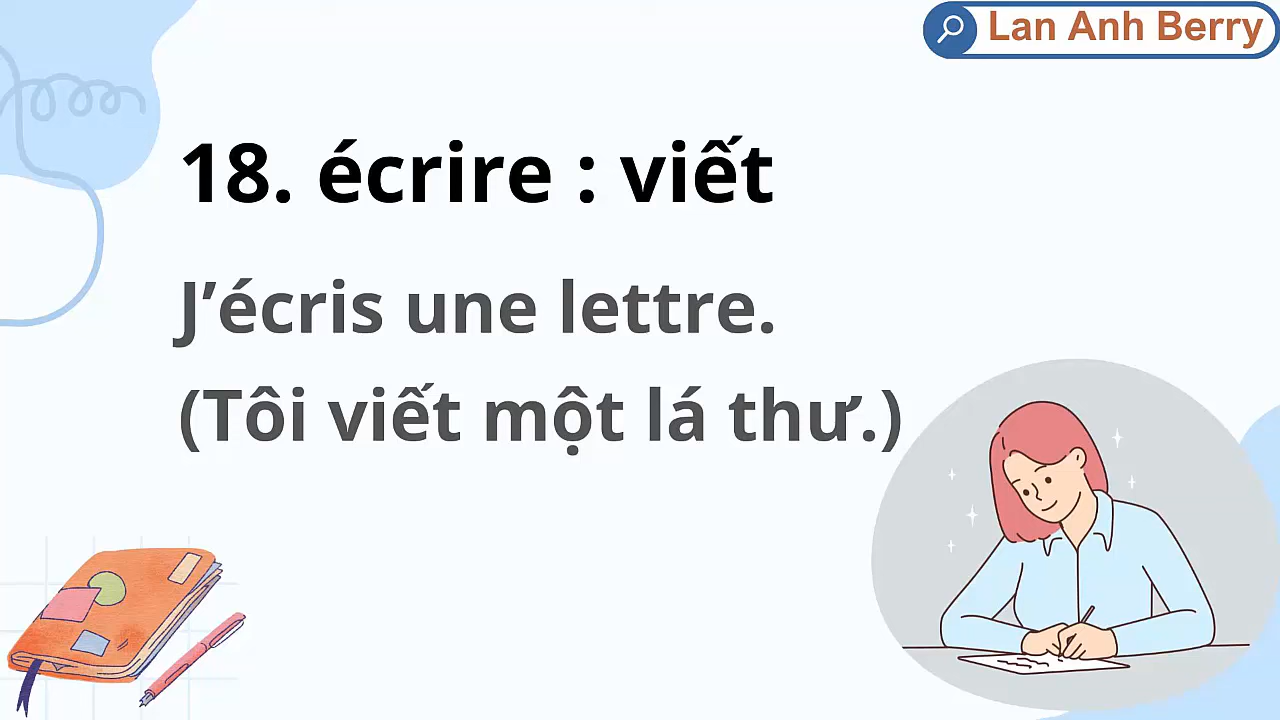 Lan Anh Berry
18. écrire : viết
J’écris une lettre.
(Tôi viết một lá thư.)